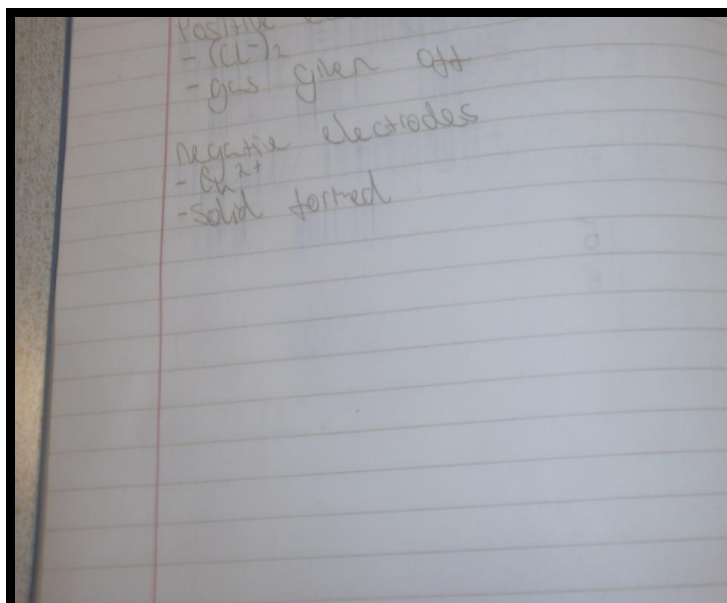 Positive
- (Cl-)2
- gas given off
negative electrodes
- Cu2+
- solid formed